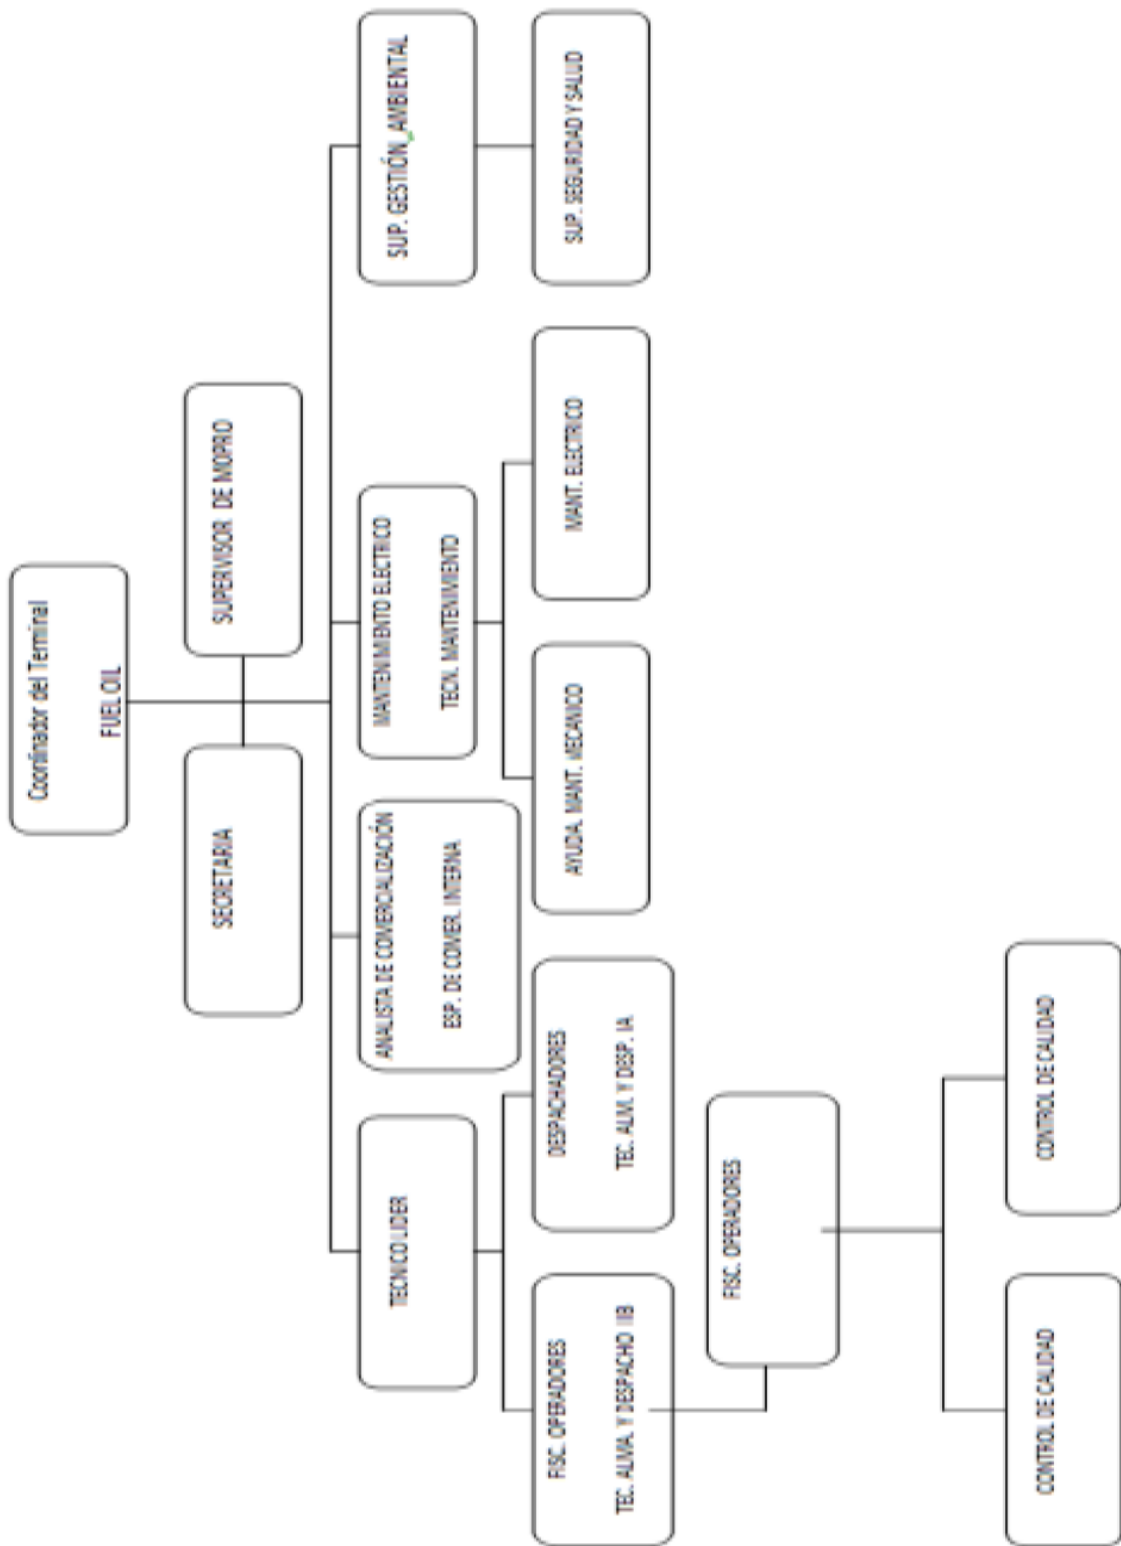 Coordinador del Terminal
FUEL OIL
SECRETARIA
SUPERVISOR DE MOPRO
TECNICO LIDER
ANALISTA DE COMERCIALIZACIÓN
ESP. DE COMER. INTERNA
MANTENIMIENTO ELECTRICO
TECN. MANTENIMIENTO
SUP. GESTIÓN AMBIENTAL
FISC. OPERADORES
TEC. ALMA. Y DESPACHO IIB
DESPACHADORES
TEC. ALM. Y DESP. IA
AYUDA. MANT. MECANICO
MANT. ELECTRICO
SUP. SEGURIDAD Y SALUD
FISC. OPERADORES
CONTROL DE CALIDAD
CONTROL DE CALIDAD